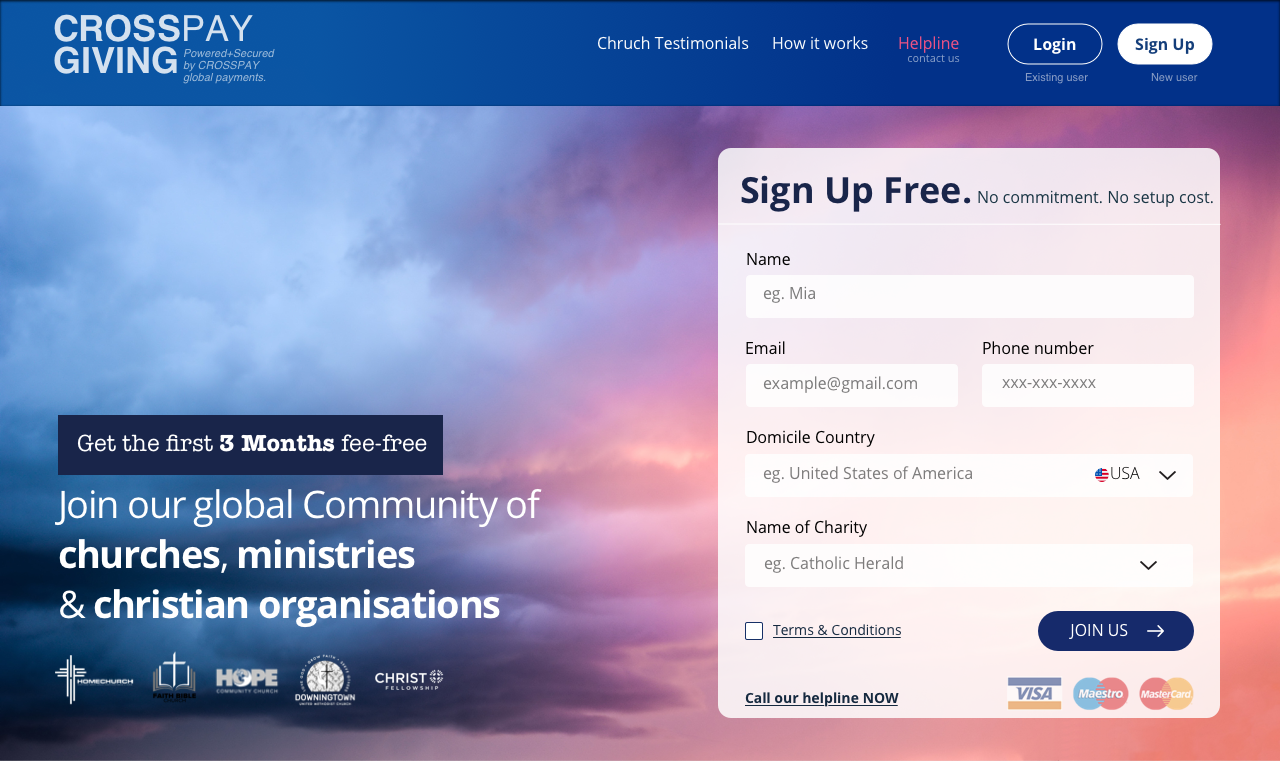 CROSSPAY
GIVING
Powered+Secured
by CROSSPAY
global payments.
Chruch Testimonials
How it works
Helpline
contact us
Login
Existing user
Sign Up
New user
Sign Up Free. No commitment. No setup cost.
Name
eg. Mia
Email
Phone number
example@gmail.com
xxx-xxx-xxxx
Domicile Country
eg. United States of America
USA
Name of Charity
eg. Catholic Herald
Terms & Conditions
JOIN US
Call our helpline NOW
VISA
Maestro
MasterCard
Get the first 3 Months fee-free
Join our global Community of
churches, ministries
& christian organisations
HOMECHURCH
FAITH BIBLE
HOPE
COMMUNITY CHURCH
DOWNINGTOWN
UNITED METHODIST CHURCH
CHRIST
FELLOWSHIP